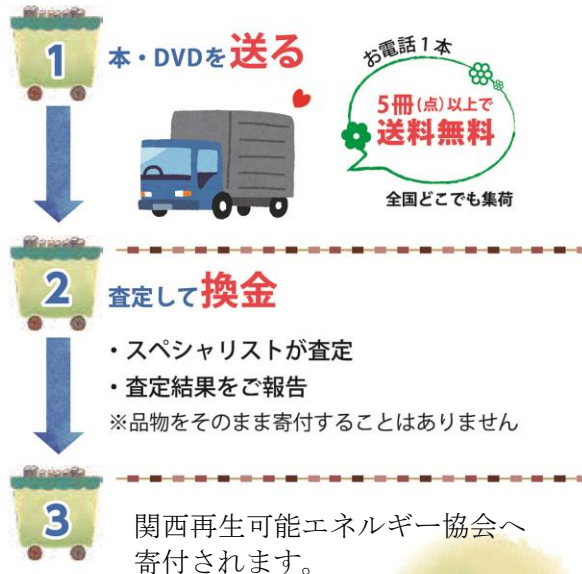 1
本・DVDを送る
お電話1本
5冊(点)以上で
送料無料
全国どこでも集荷
2
査定して換金
・スペシャリストが査定
・査定結果をご報告
※品物をそのまま寄付することはありません
3
関西再生可能エネルギー協会へ
寄付されます。